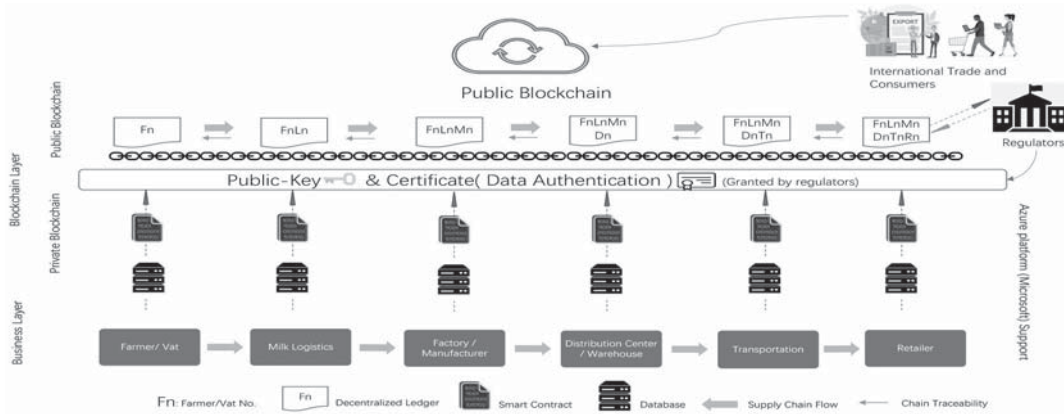 EXPORT
International Trade and
Consumers
Public Blockchain
Regulators
Public Blockchain
Fn
FnLn
FnLnMn
FnLnMn
Dn
FnLnMn
DnTn
FnLnMn
DnTnRn
Blockchain Layer
Public-Key & Certificate( Data Authentication ) (Granted by regulators)
Private Blockchain
Azure platform (Microsoft) Support
Business Layer
Farmer/ Vat
Milk Logistics
Factory /
Manufacturer
Distribution Center
/ Warehouse
Transportation
Retailer
Fn: Farmer/Vat No.
Fn
Decentralized Ledger
Smart Contract
Database
Supply Chain Flow
Chain Traceability